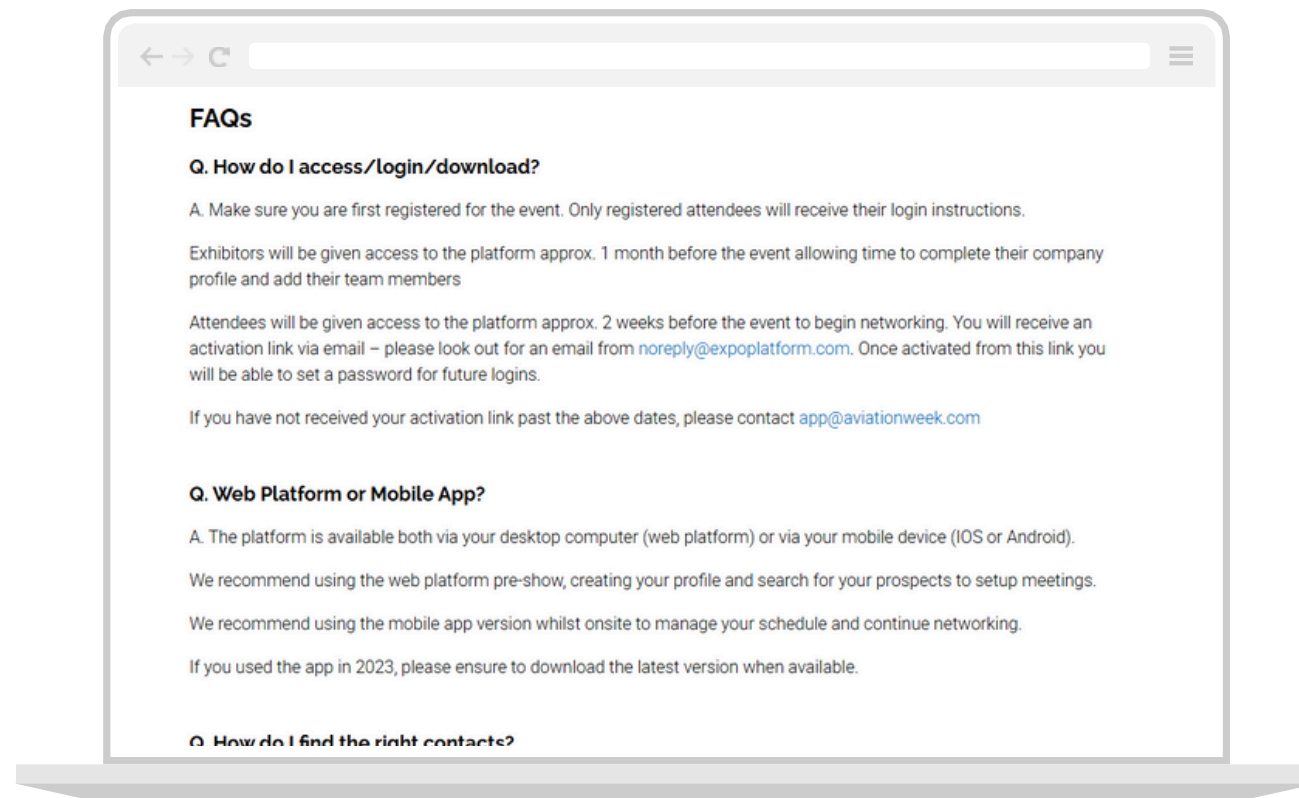 FAQs
Q. How do I access/login/download?
A. Make sure you are first registered for the event. Only registered attendees will receive their login instructions.
Exhibitors will be given access to the platform approx. 1 month before the event allowing time to complete their company
profile and add their team members
Attendees will be given access to the platform approx. 2 weeks before the event to begin networking. You will receive an
activation link via email – please look out for an email from noreply@expoplatform.com. Once activated from this link you
will be able to set a password for future logins.
If you have not received your activation link past the above dates, please contact app@aviationweek.com
Q. Web Platform or Mobile App?
A. The platform is available both via your desktop computer (web platform) or via your mobile device (IOS or Android).
We recommend using the web platform pre-show, creating your profile and search for your prospects to setup meetings.
We recommend using the mobile app version whilst onsite to manage your schedule and continue networking.
If you used the app in 2023, please ensure to download the latest version when available.
Q. How do I find the right contacts?